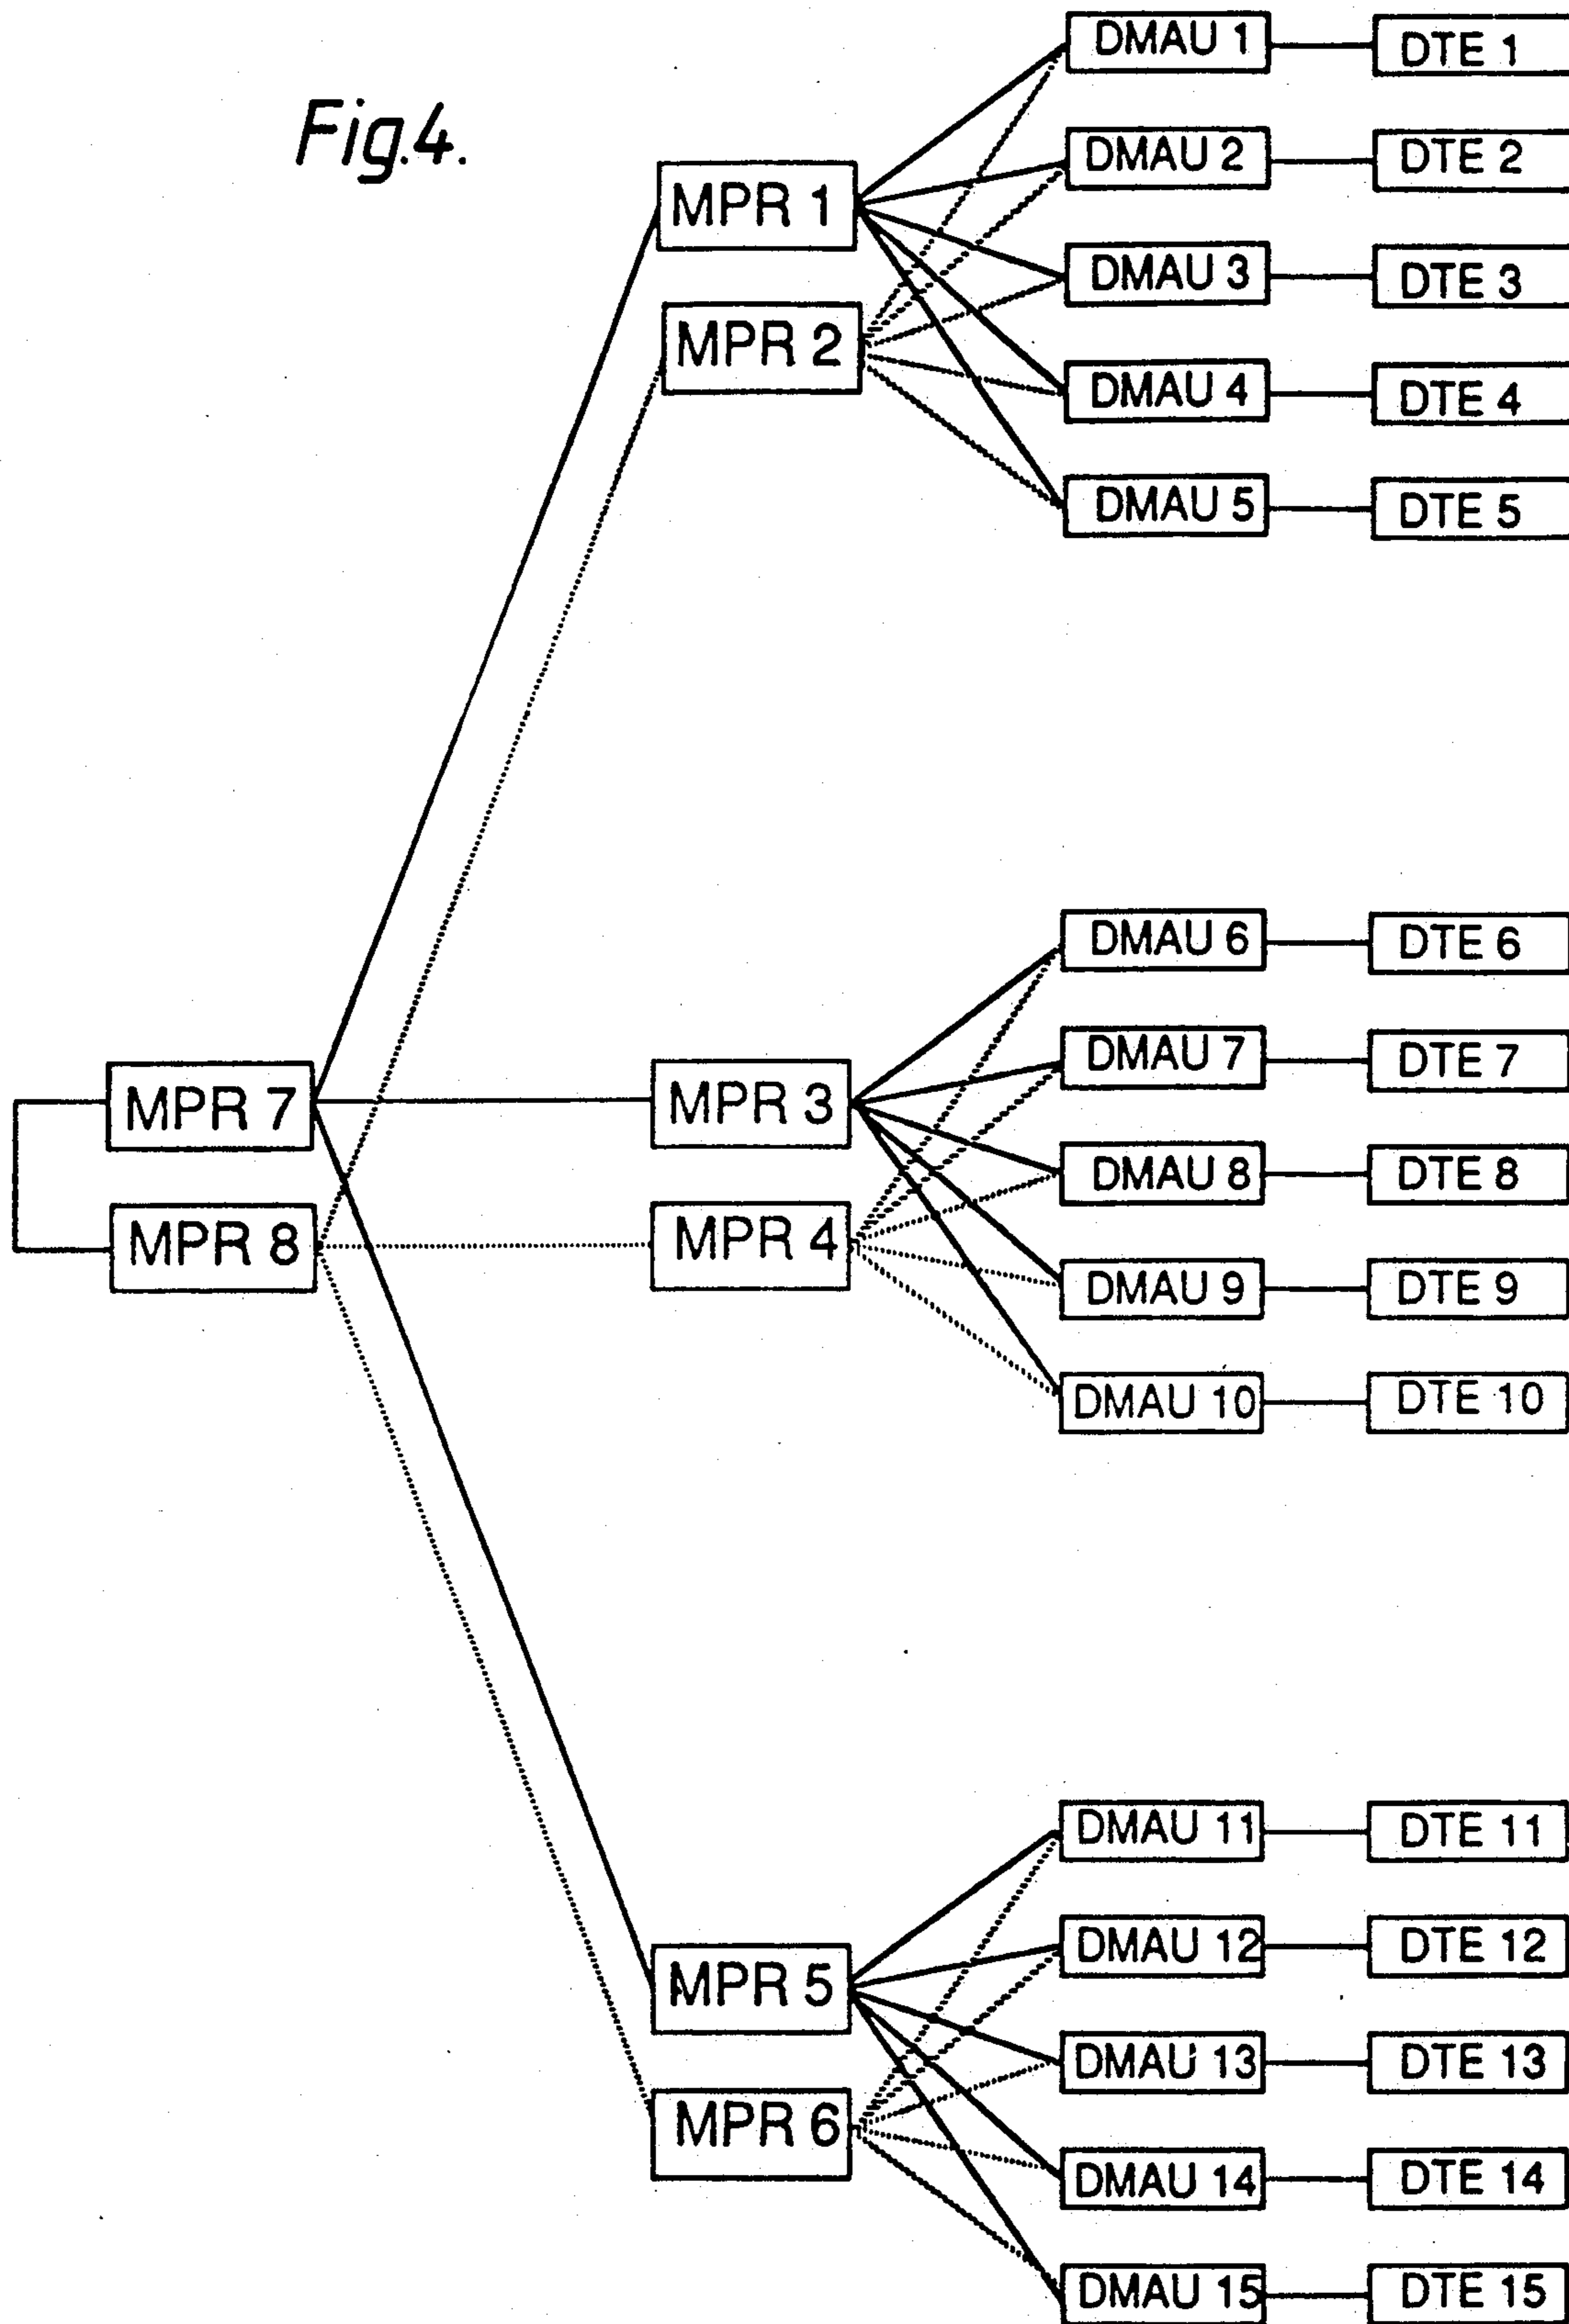 Fig.4.
DMAU 1 DTE 1
DMAU 2 DTE 2
MPR 1
DMAU 3 DTE 3
MPR 2
DMAU 4 DTE 4
DMAU 5 DTE 5
DMAU 6 DTE 6
DMAU 7 DTE 7
MPR 7 MPR 3
DMAU 8 DTE 8
MPR 8 MPR 4
DMAU 9 DTE 9
DMAU 10 DTE 10
DMAU 11 DTE 11
DMAU 12 DTE 12
MPR 5
DMAU 13 DTE 13
MPR 6
DMAU 14 DTE 14
DMAU 15 DTE 15